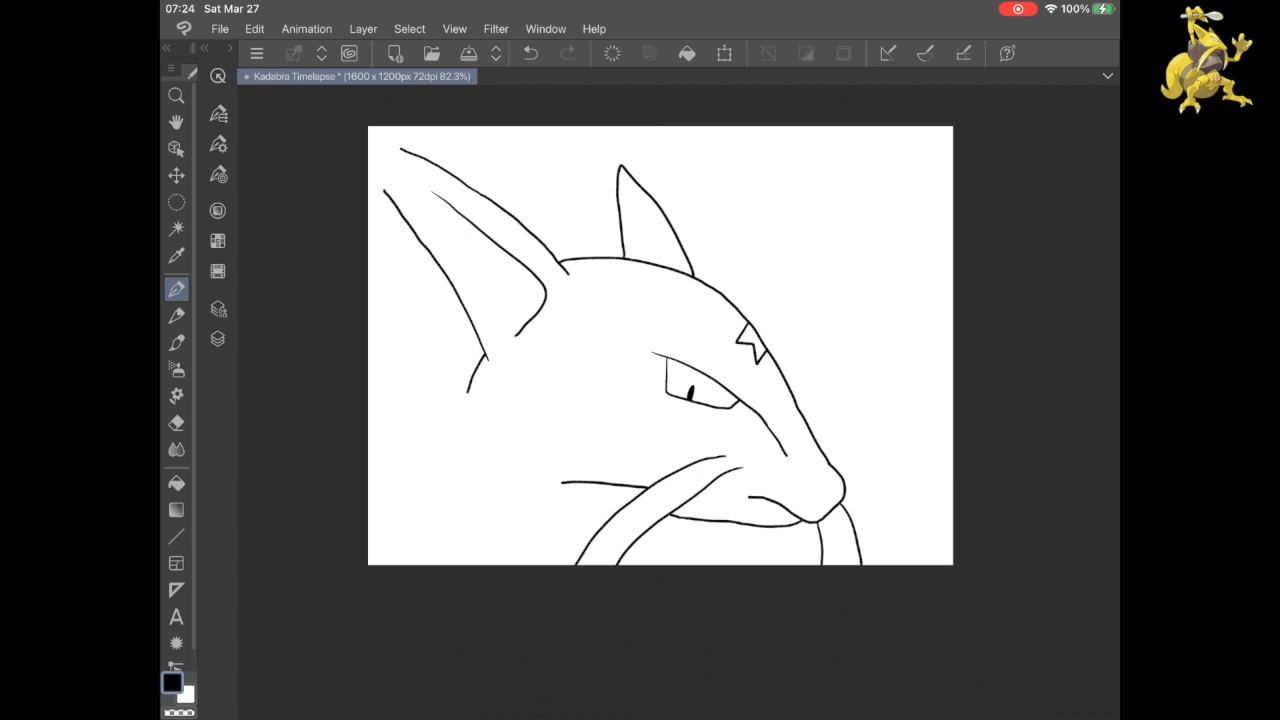 07:24 Sat Mar 27 100%
File Edit Animation Layer Select View Filter Window Help
Kadabra Timelapse * (1600 x 1200px 72dpi 82.3%)
A